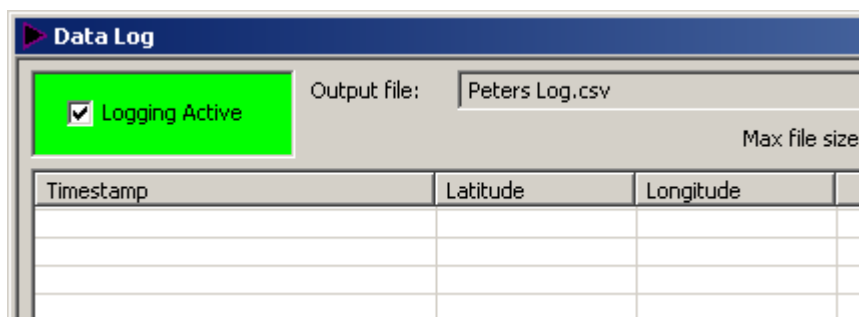 Data Log
Logging Active
Output file: Peters Log.csv
Max file size
Timestamp Latitude Longitude